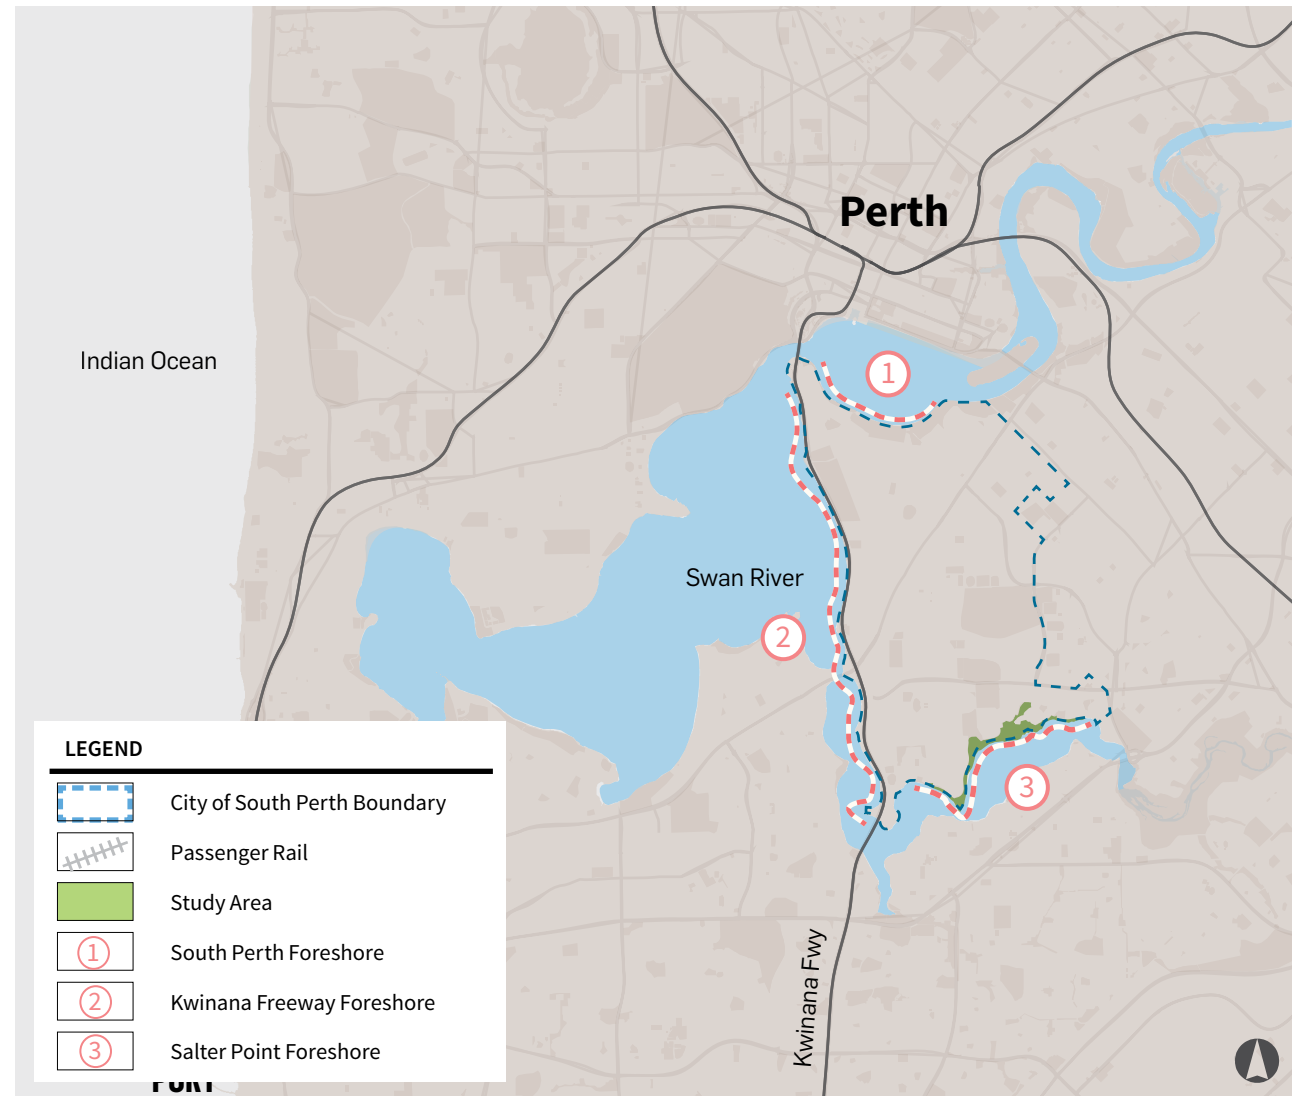 Perth
Indian Ocean
1
Swan River
2
3
Kwinana Fwy
LEGEND
City of South Perth Boundary
Passenger Rail
Study Area
1 South Perth Foreshore
2 Kwinana Freeway Foreshore
3 Salter Point Foreshore